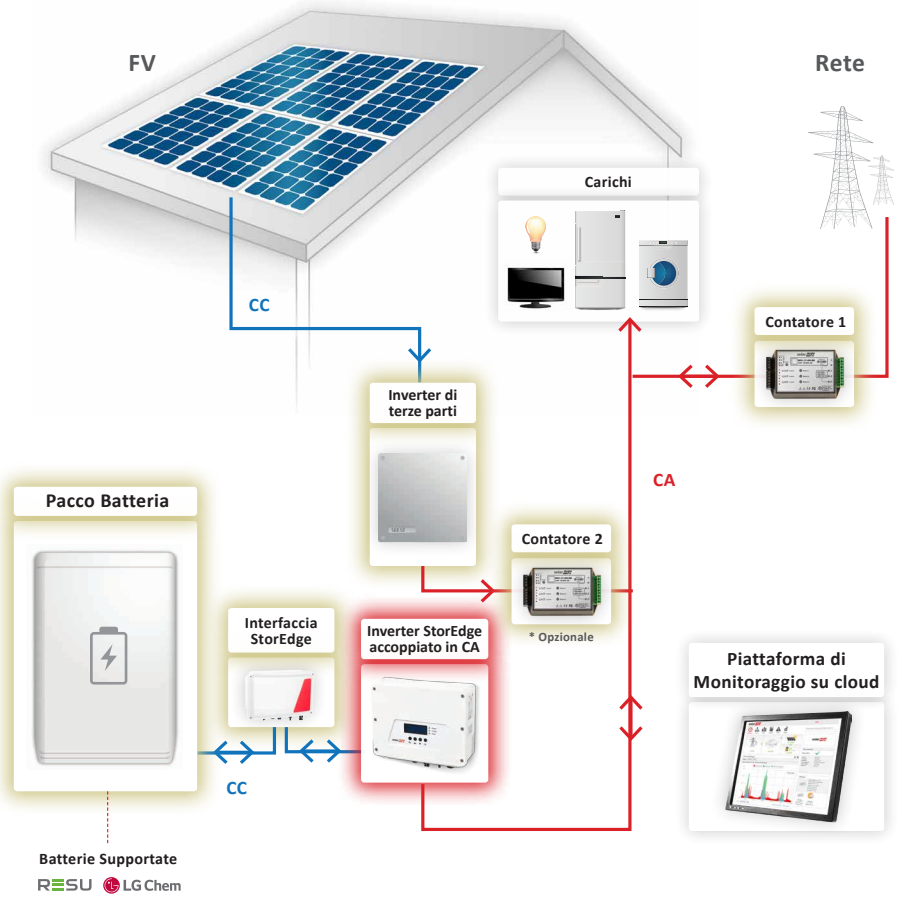 FV
Rete
Carichi
CC
Contatore 1
Inverter di
terze parti
CA
Pacco Batteria
Contatore 2
* Opzionale
Interfaccia
StorEdge
Inverter StorEdge
accoppiato in CA
Piattaforma di
Monitoraggio su cloud
CC
Batterie Supportate
RESU LG Chem